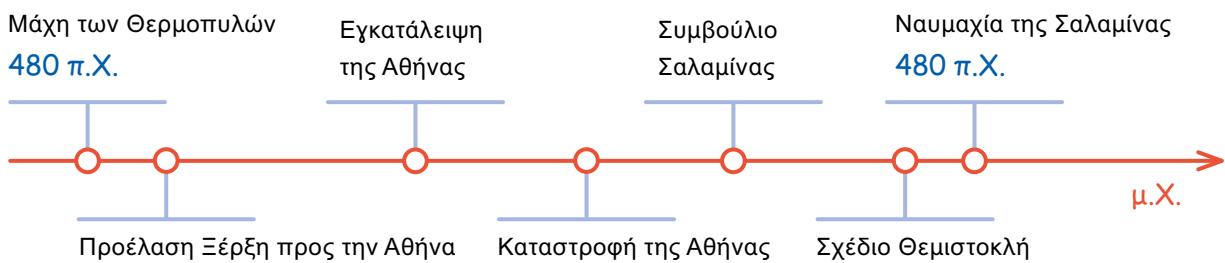 Μάχη των Θερμοπυλών
480 π.Χ.
Εγκατάλειψη
της Αθήνας
Συμβούλιο
Σαλαμίνας
Ναυμαχία της Σαλαμίνας
480 π.Χ.
μ.Χ.
Προέλαση Ξέρξη προς την Αθήνα
Καταστροφή της Αθήνας
Σχέδιο Θεμιστοκλή